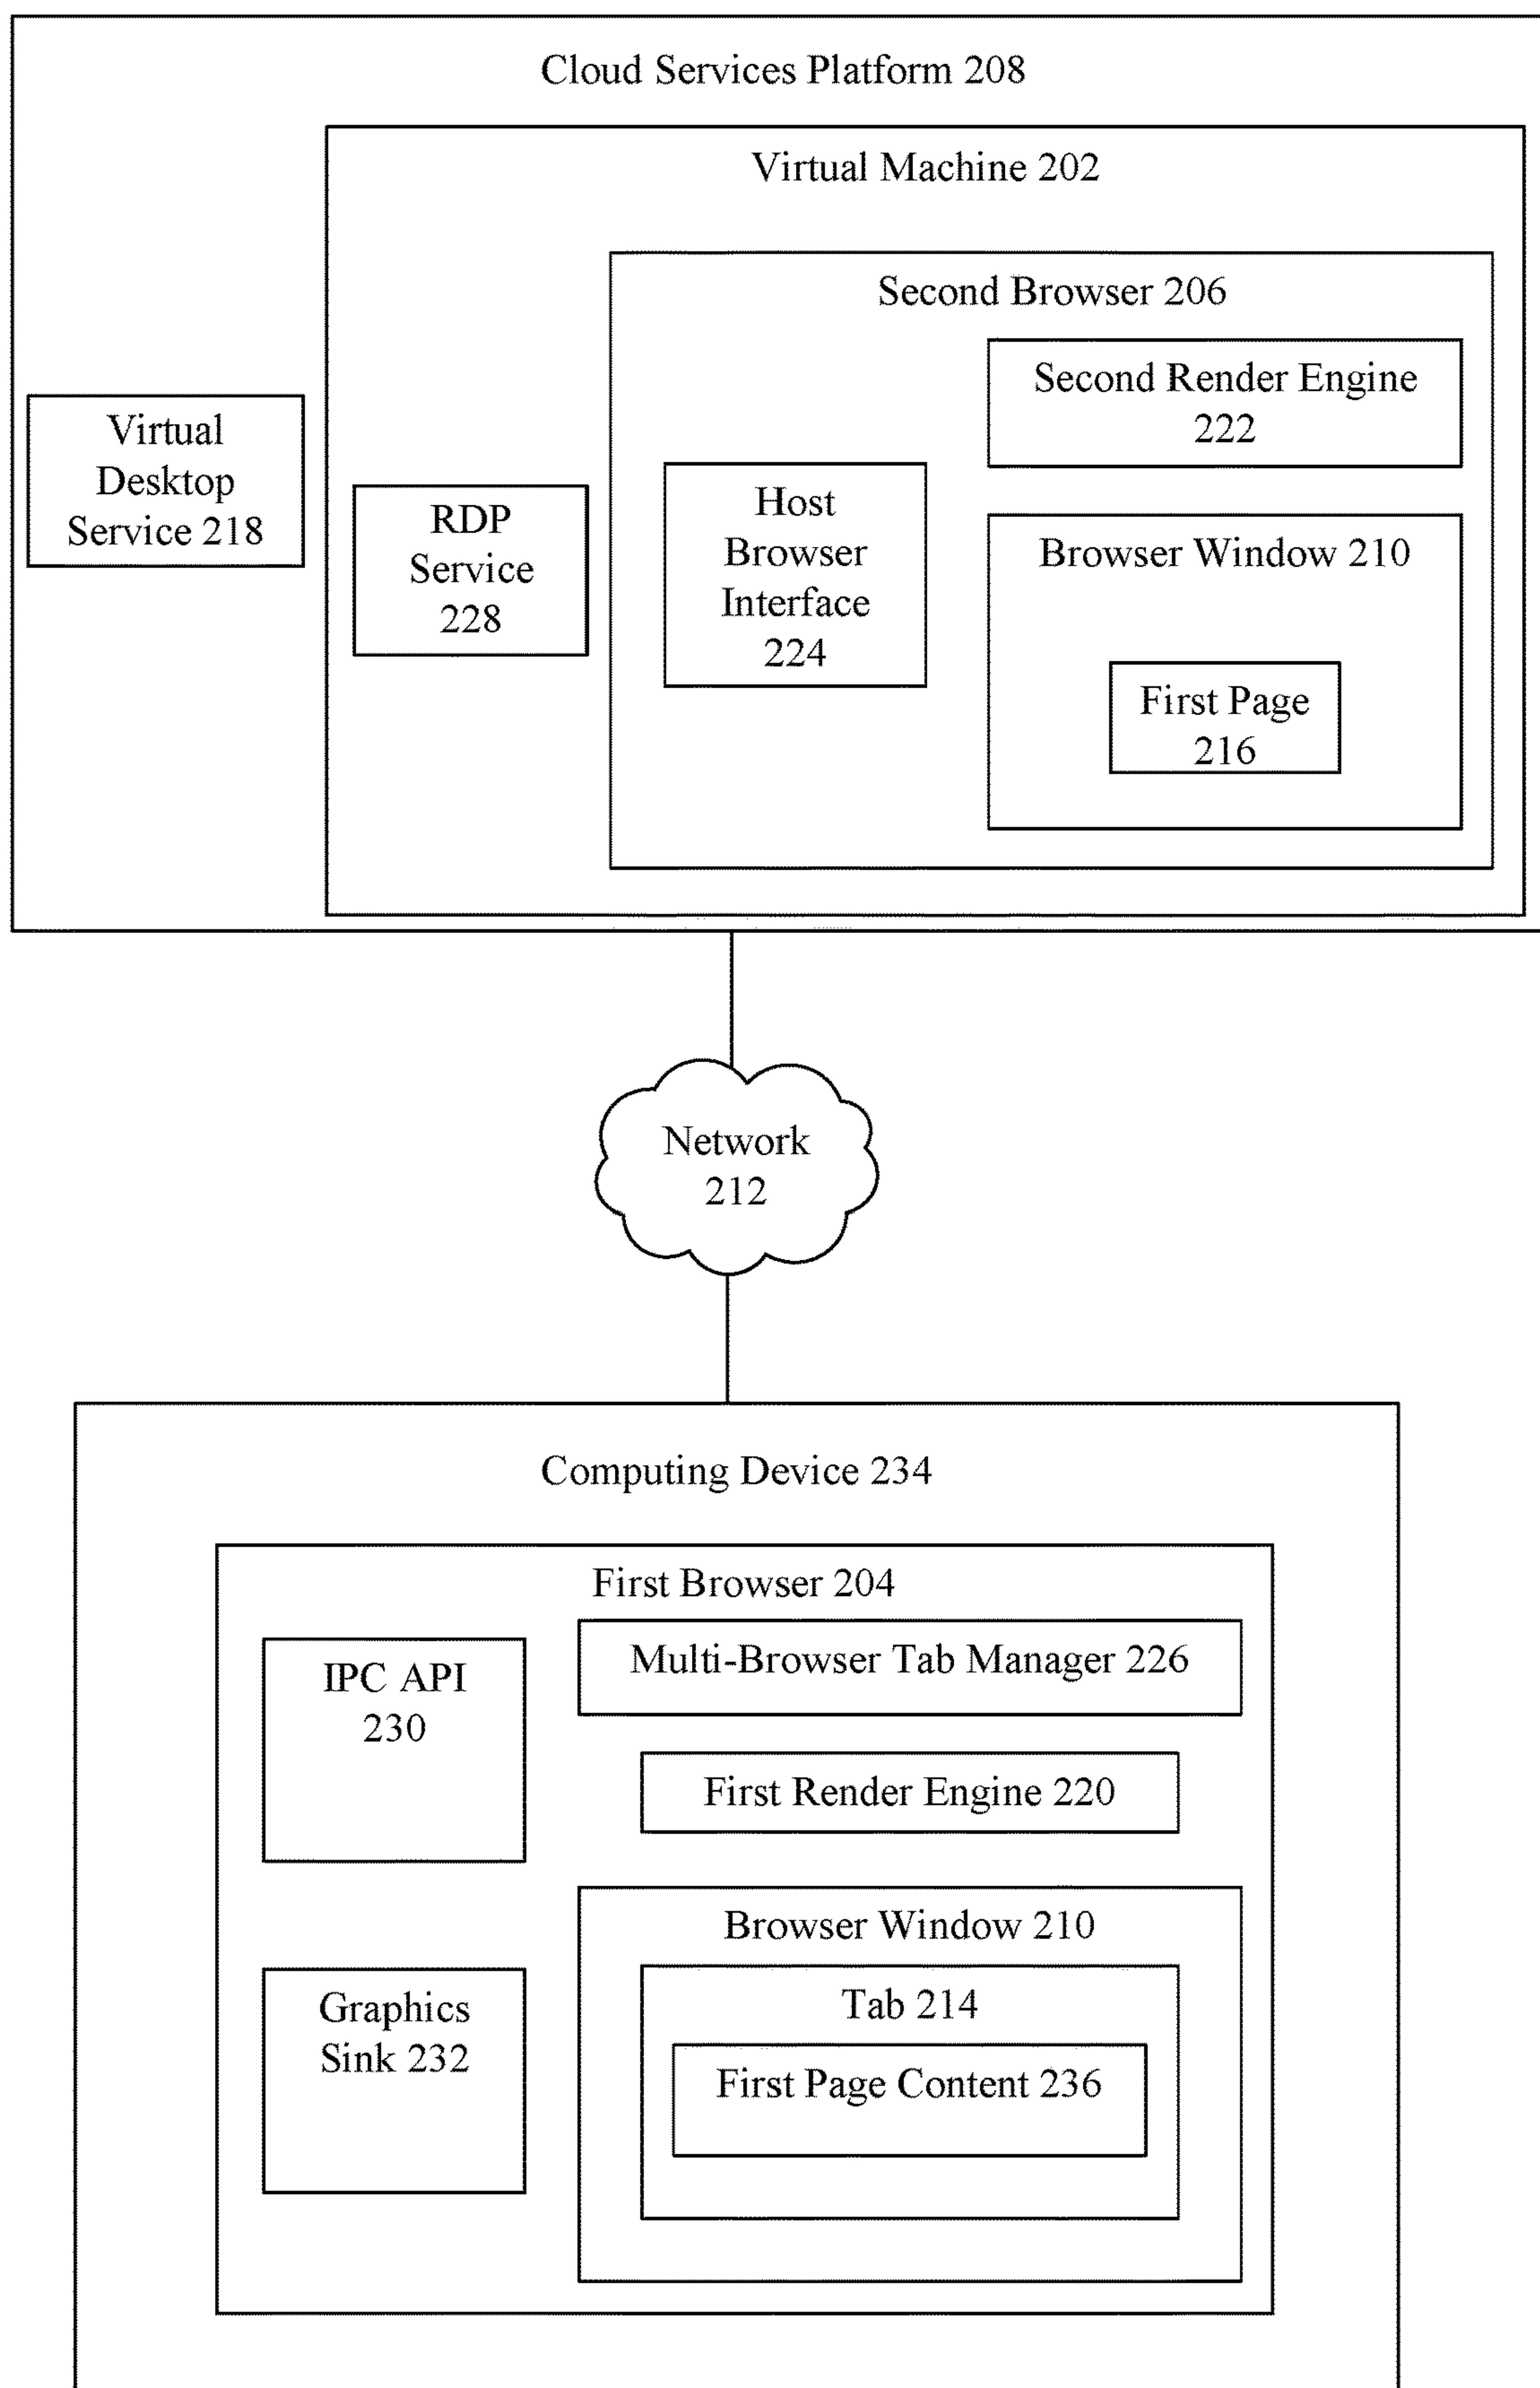 Cloud Services Platform 208
Virtual Machine 202
Second Browser 206
Second Render Engine
222
Virtual
Desktop
Service 218
RDP
Service
228
Host
Browser
Interface
224
Browser Window 210
First Page
216
Network
212
Computing Device 234
First Browser 204
IPC API
230
Multi-Browser Tab Manager 226
First Render Engine 220
Browser Window 210
Tab 214
First Page Content 236
Graphics
Sink 232